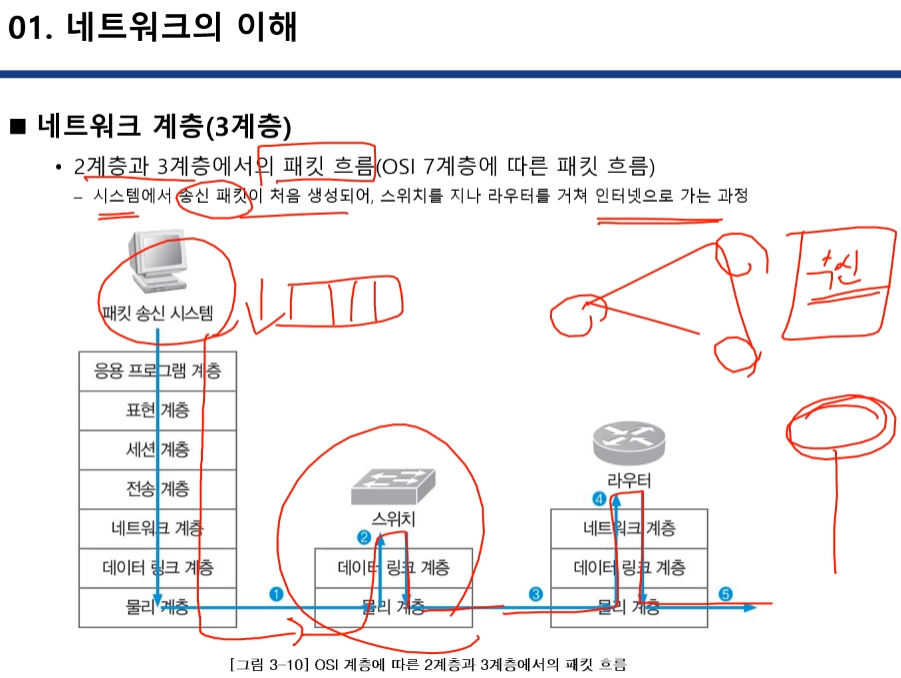 01. 네트워크의 이해
■ 네트워크 계층(3계층)
• 2계층과 3계층에서의 패킷 흐름(OSI 7계층에 따른 패킷 흐름)
– 시스템에서 송신 패킷이 처음 생성되어, 스위치를 지나 라우터를 거쳐 인터넷으로 가는 과정
수신
패킷 송신 시스템
응용 프로그램 계층
표현 계층
세션 계층
전송 계층
네트워크 계층
데이터 링크 계층
물리 계층
1
스위치
2
데이터 링크 계층
물리 계층
3
라우터
4
네트워크 계층
데이터 링크 계층
물리 계층
5
[그림 3-10] OSI 계층에 따른 2계층과 3계층에서의 패킷 흐름